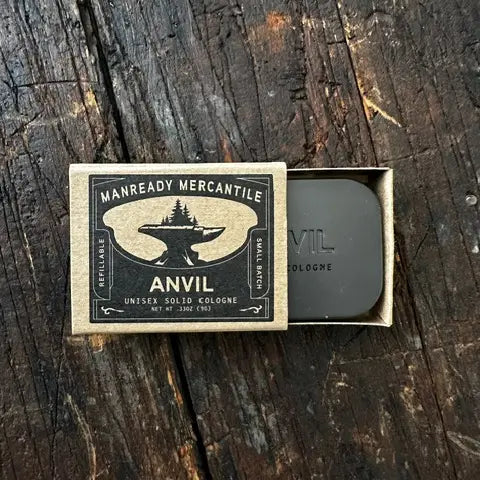 MANREADY MERCANTILE
REFILLABLE
SMALL BATCH
ANVIL
UNISEX SOLID COLOGNE
NET WT .33OZ (9G)
VIL
COLOGNE